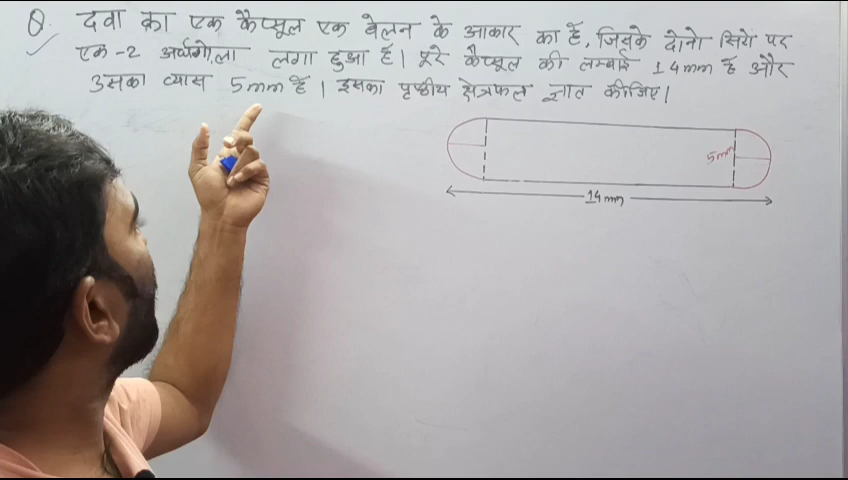 Q. दवा का एक कैप्सूल एक बेलन के आकार का है, जिसके दोनो सिरों पर
एक-2 अर्धगोला लगा हुआ है। पूरे कैप्सूल की लम्बाई 14mm है और
उसका व्यास 5mm है। इसका पृष्ठीय क्षेत्रफल ज्ञात कीजिए।
5mm
14mm